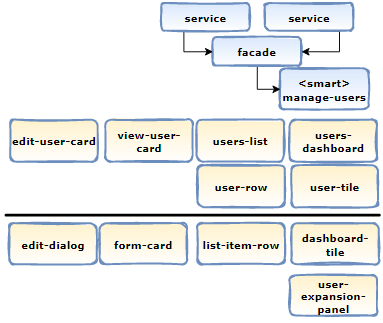 service
service
facade
<smart>
manage-users
edit-user-card
view-user-
card
users-list
users-
dashboard
user-row
user-tile
edit-dialog
form-card
list-item-row
dashboard-
tile
user-
expansion-
panel